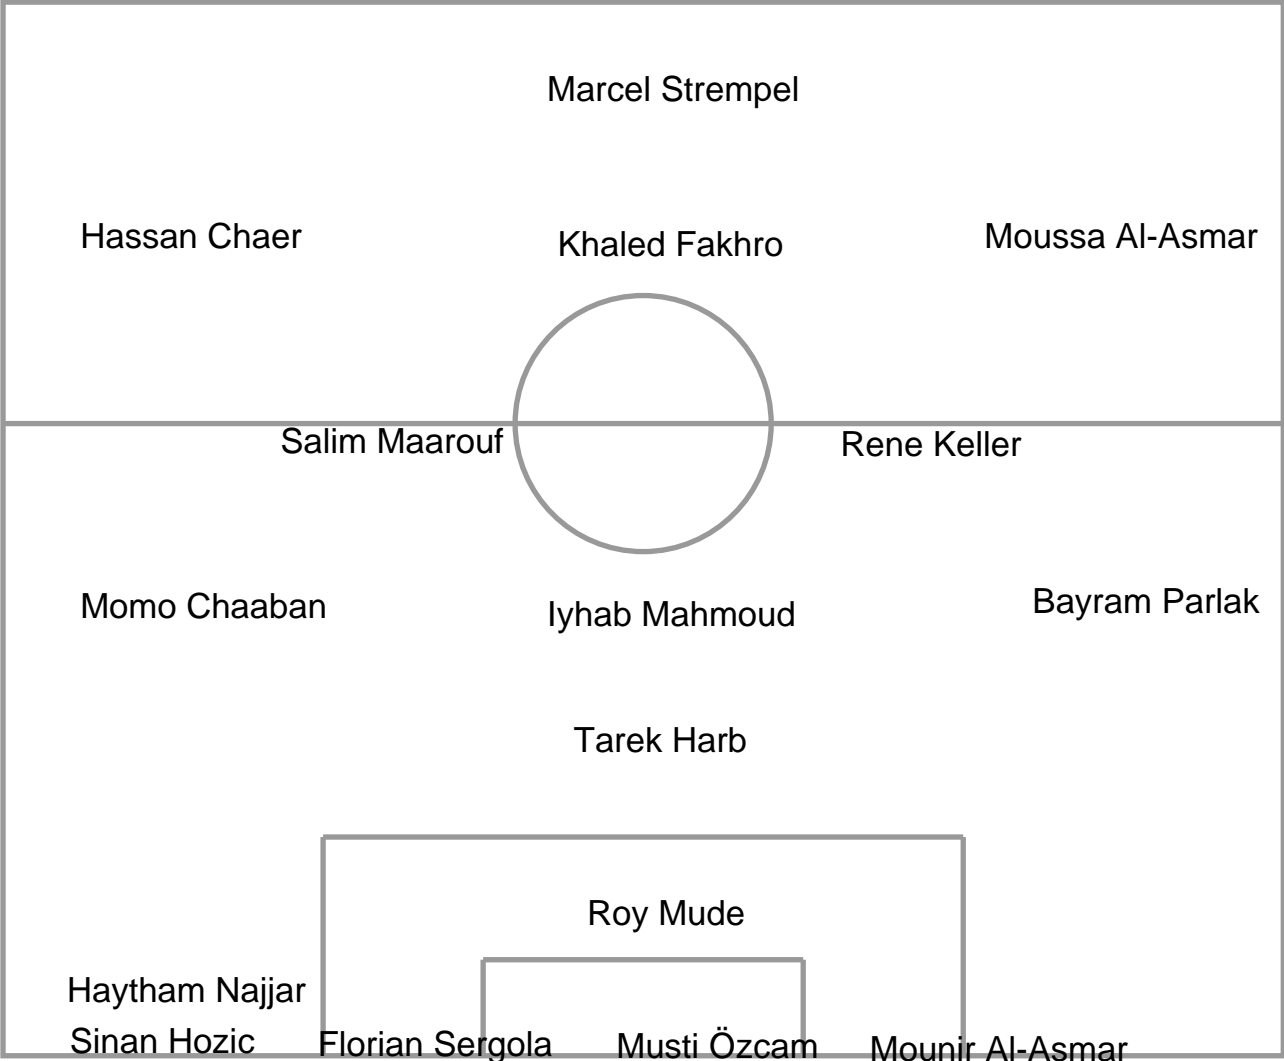 Marcel Strempel
Hassan Chaer Khaled Fakhro Moussa Al-Asmar
Salim Maarouf Rene Keller
Momo Chaaban Iyhab Mahmoud Bayram Parlak
Tarek Harb
Roy Mude
Haytham Najjar
Sinan Hozic Florian Sergola Musti Özcam Mounir Al-Asmar